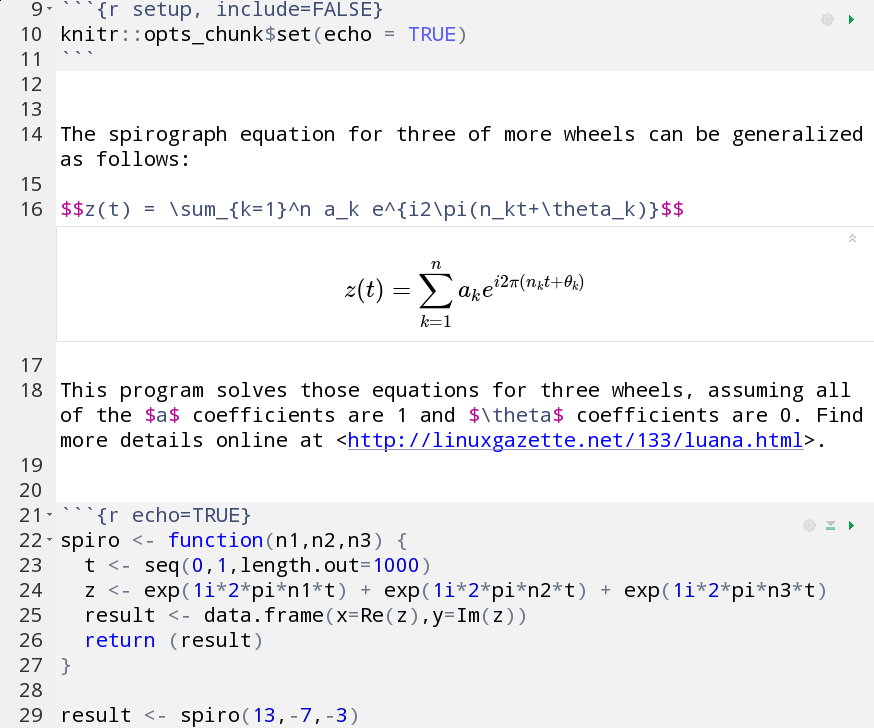 9 ```{r setup, include=FALSE}
10 knitr::opts_chunk$set(echo = TRUE)
11 ```
12
13
14 The spirograph equation for three of more wheels can be generalized
as follows:
15
16 $$z(t) = \sum_{k=1}^n a_k e^{i2\pi(n_kt+\theta_k)}$$
z(t) = ∑_{k=1}^{n} a_k e^{i2π(n_k t+θ_k)}
17
18 This program solves those equations for three wheels, assuming all
of the $a$ coefficients are 1 and $\theta$ coefficients are 0. Find
more details online at <http://linuxgazette.net/133/luana.html>.
19
20
21 ```{r echo=TRUE}
22 spiro <- function(n1,n2,n3) {
23   t <- seq(0,1,length.out=1000)
24   z <- exp(1i*2*pi*n1*t) + exp(1i*2*pi*n2*t) + exp(1i*2*pi*n3*t)
25   result <- data.frame(x=Re(z),y=Im(z))
26   return (result)
27 }
28
29 result <- spiro(13,-7,-3)